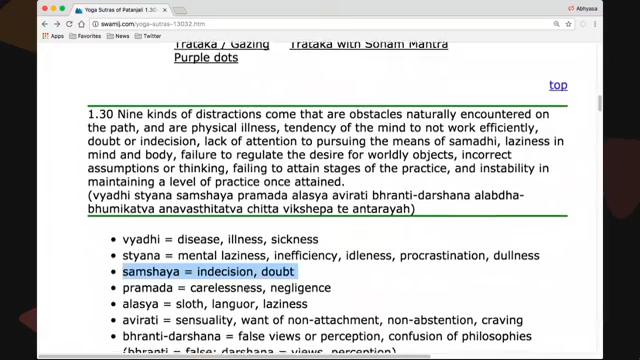 Yoga Sutras of Patanjali 1.30-
Abhyasa
swamij.com/yoga-sutras-13032.htm
Apps Favorites News Twitter
Trataka / Gazing Trataka with Sonam Mantra
Purple dots
top
1.30 Nine kinds of distractions come that are obstacles naturally encountered on
the path, and are physical illness, tendency of the mind to not work efficiently,
doubt or indecision, lack of attention to pursuing the means of samadhi, laziness in
mind and body, failure to regulate the desire for worldly objects, incorrect
assumptions or thinking, failing to attain stages of the practice, and instability in
maintaining a level of practice once attained.
(vyadhi styana samshaya pramada alasya avirati bhranti-darshana alabdha-
bhumikatva anavasthitatva chitta vikshepa te antarayah)
• vyadhi = disease, illness, sickness
• styana = mental laziness, inefficiency, idleness, procrastination, dullness
• samshaya = indecision, doubt
• pramada = carelessness, negligence
• alasya = sloth, languor, laziness
• avirati = sensuality, want of non-attachment, non-abstention, craving
• bhranti-darshana = false views or perception, confusion of philosophies
(bhranti = false; darshana = views, perception)